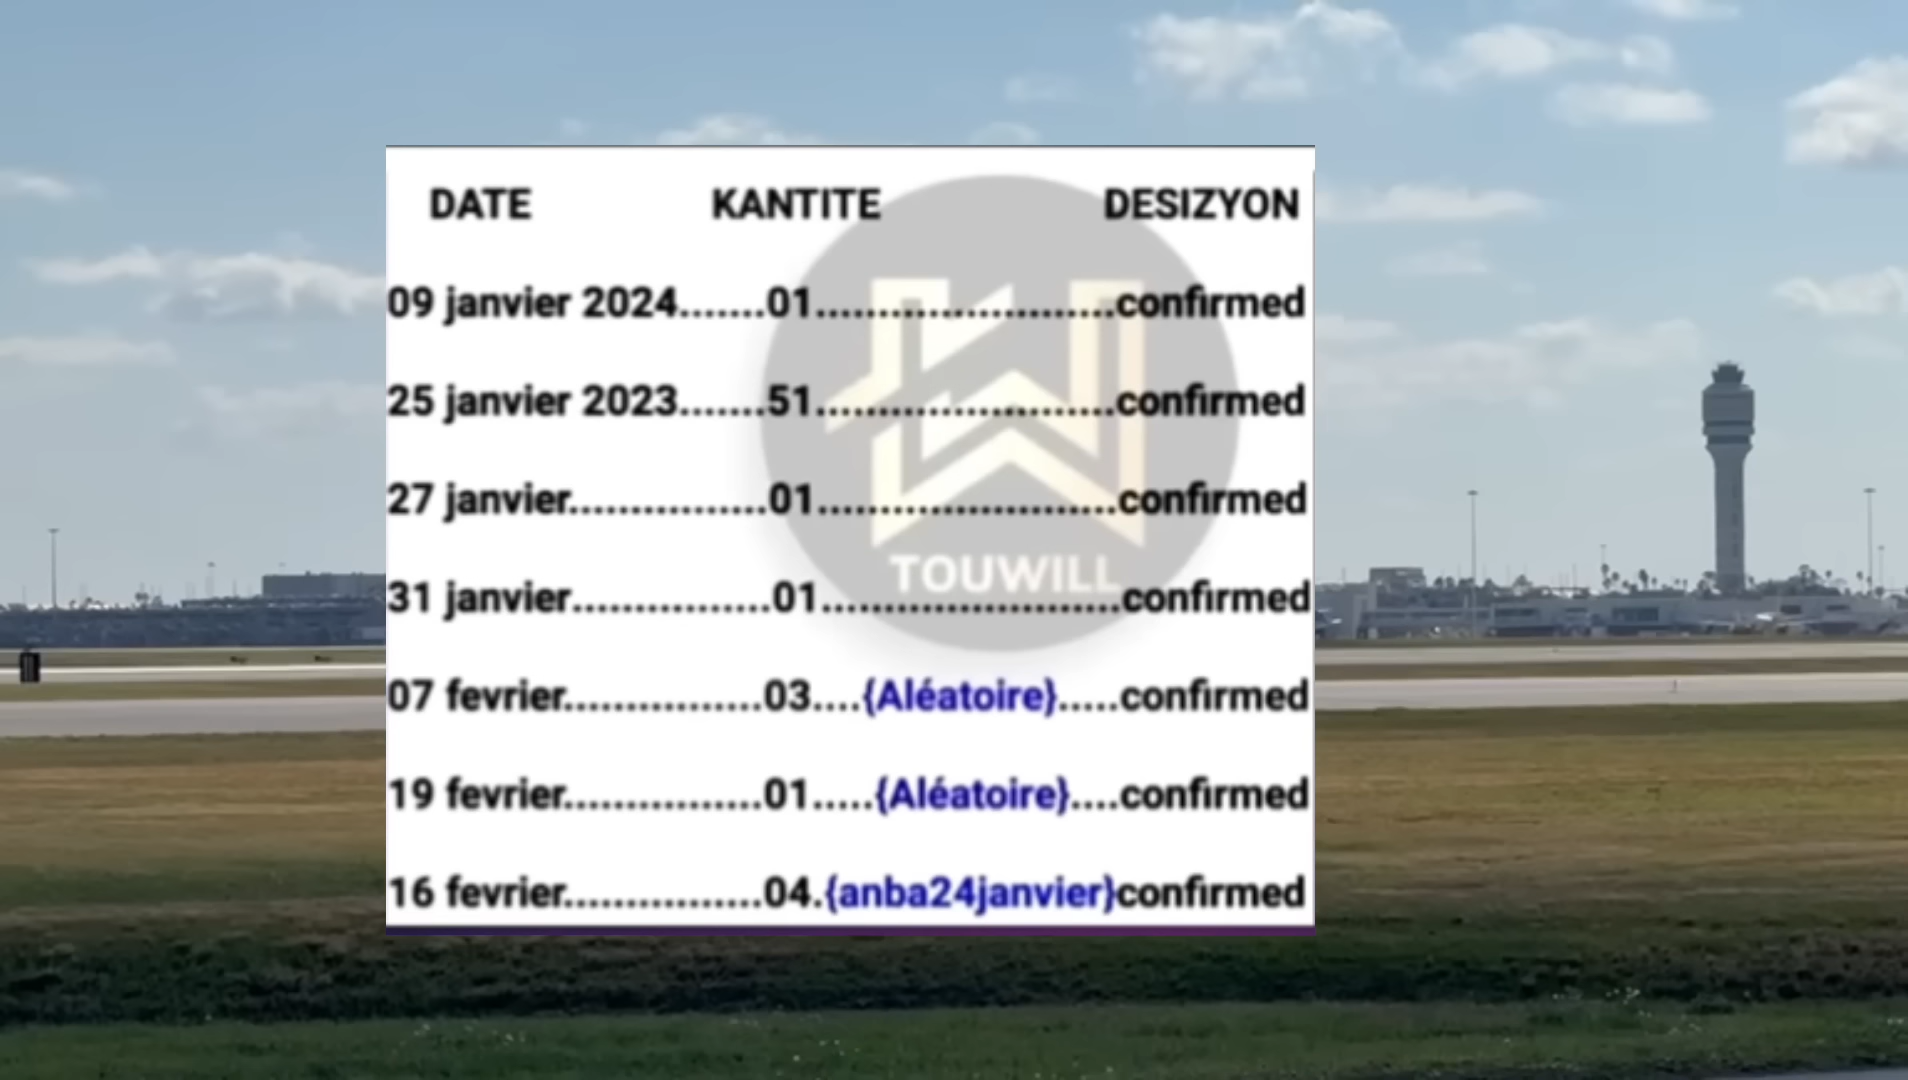 DATE KANTITE DESIZYON
09 janvier 2024.......01........................confirmed
25 janvier 2023.......51........................confirmed
27 janvier................01........................confirmed
31 janvier................01........................confirmed
TOUWILL
07 fevrier................03....{Aléatoire}.....confirmed
19 fevrier................01.....{Aléatoire}....confirmed
16 fevrier................04.{anba24janvier}confirmed